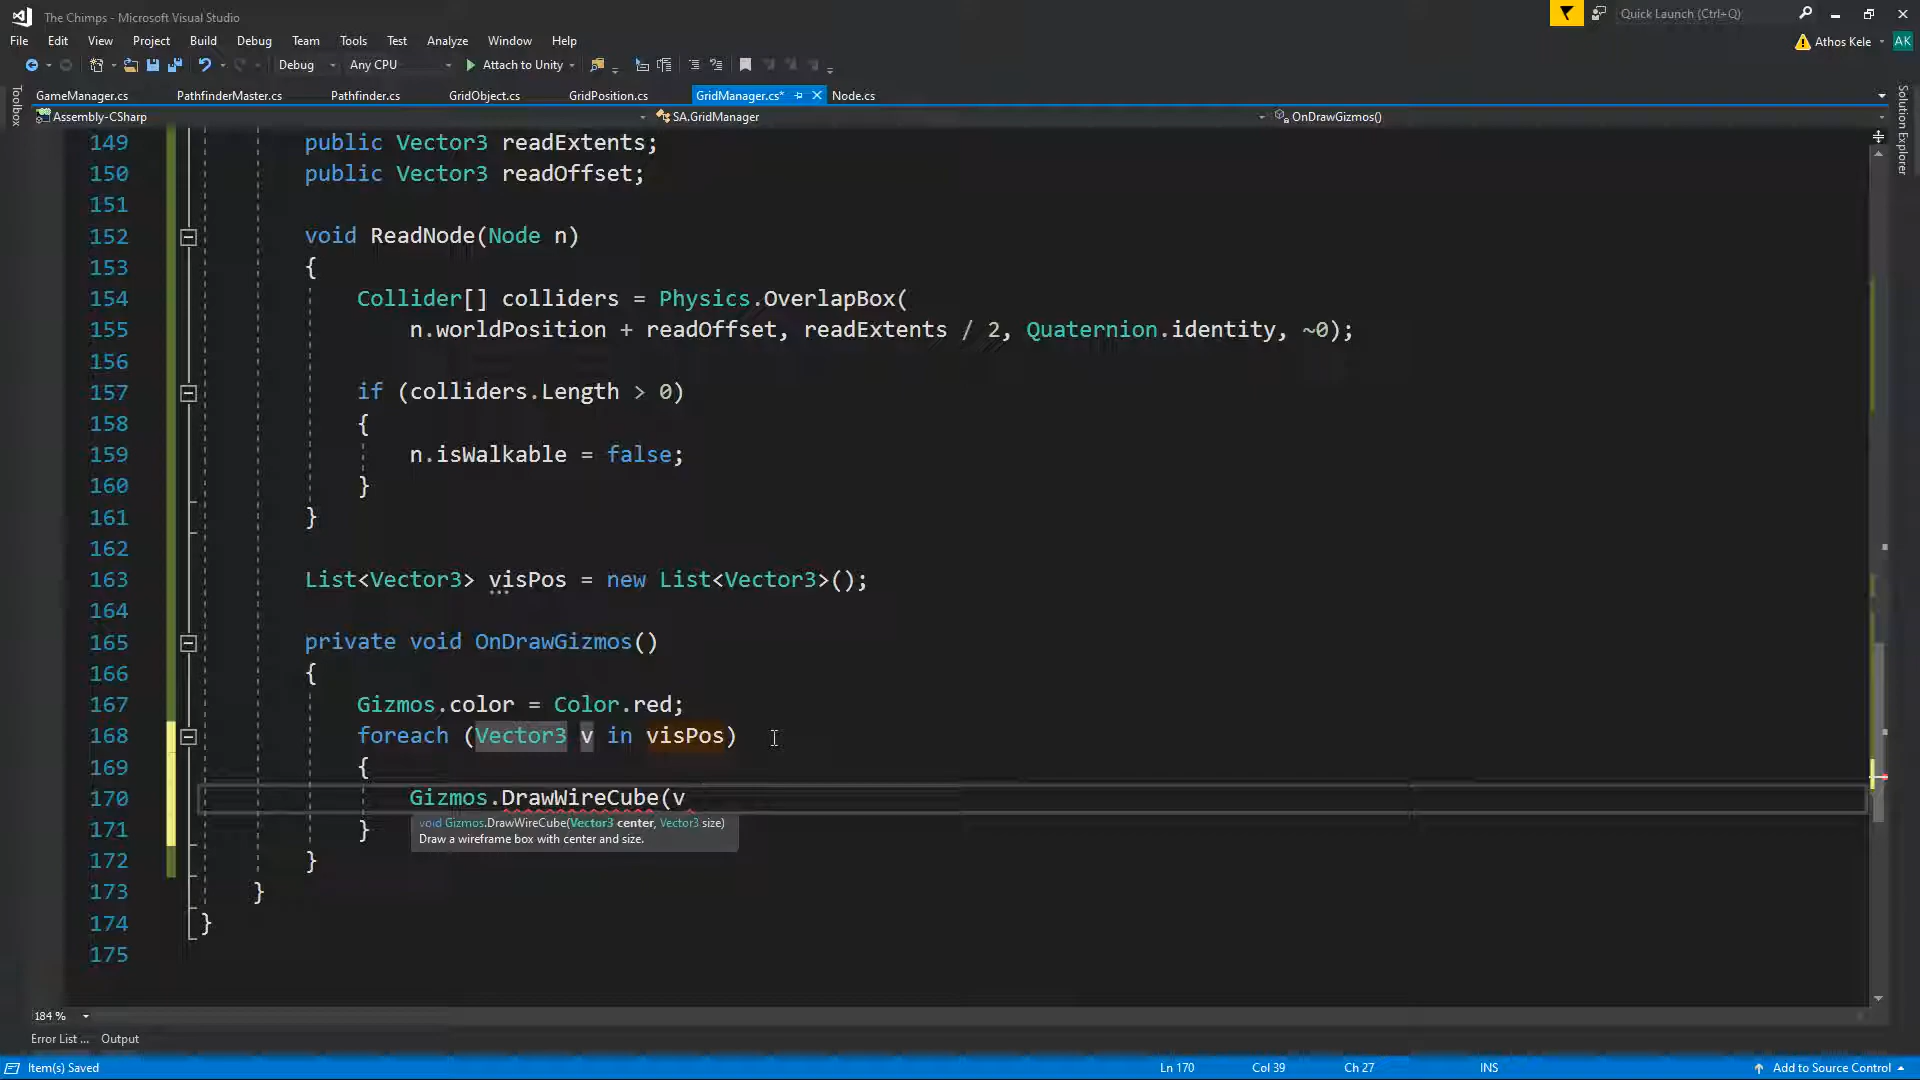 The Chimps - Microsoft Visual Studio
Quick Launch (Ctrl+Q)
File Edit View Project Build Debug Team Tools Test Analyze Window Help
Athos Kele AK
Debug Any CPU Attach to Unity
Toolbox
GameManager.cs PathfinderMaster.cs Pathfinder.cs GridObject.cs GridPosition.cs GridManager.cs* Node.cs
Solution Explorer
Assembly-CSharp SA.GridManager OnDrawGizmos()
149 public Vector3 readExtents;
150 public Vector3 readOffset;
151
152 void ReadNode(Node n)
153 {
154 Collider[] colliders = Physics.OverlapBox(
155 n.worldPosition + readOffset, readExtents / 2, Quaternion.identity, ~0);
156
157 if (colliders.Length > 0)
158 {
159 n.isWalkable = false;
160 }
161 }
162
163 List<Vector3> visPos = new List<Vector3>();
164
165 private void OnDrawGizmos()
166 {
167 Gizmos.color = Color.red;
168 foreach (Vector3 v in visPos)
169 {
170 Gizmos.DrawWireCube(v
void Gizmos.DrawWireCube(Vector3 center, Vector3 size)
Draw a wireframe box with center and size.
171 }
172 }
173 }
174 }
175
184 %
Error List ... Output
Item(s) Saved Ln 170 Col 39 Ch 27 INS Add to Source Control